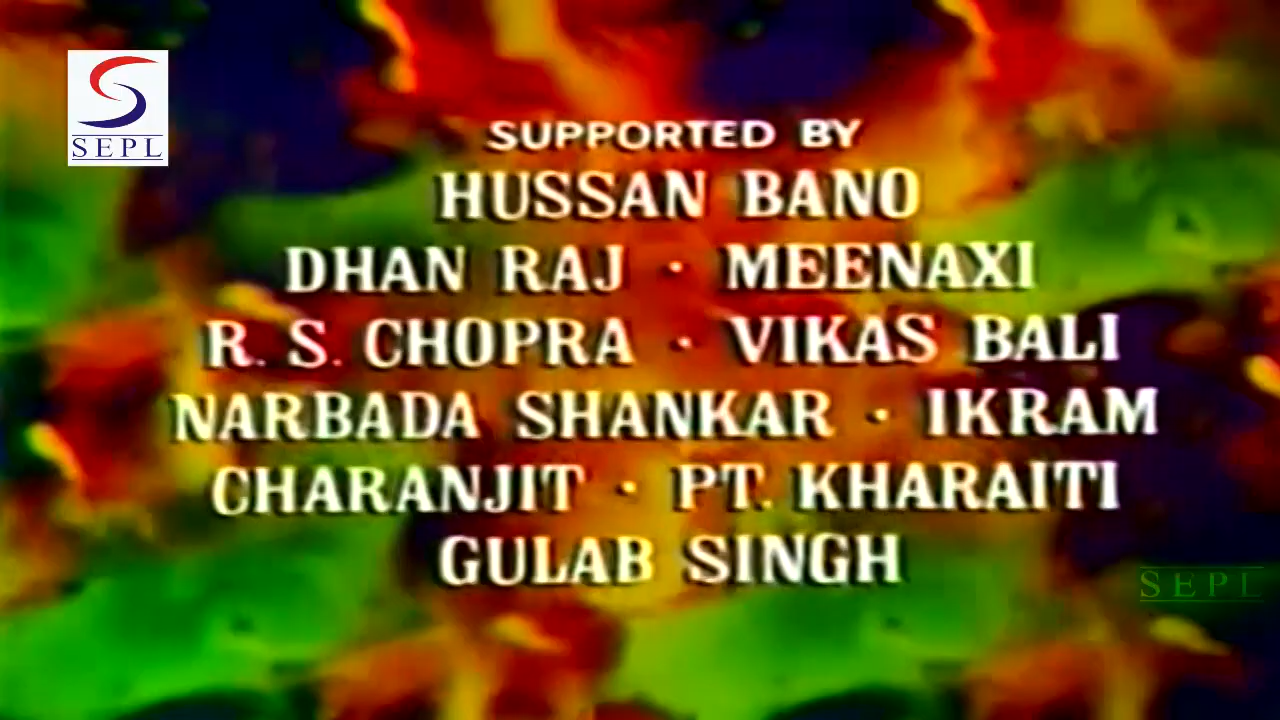 SEPL
SUPPORTED BY
HUSSAN BANO
DHAN RAJ · MEENAXI
R. S. CHOPRA · VIKAS BALI
NARBADA SHANKAR · IKRAM
CHARANJIT · PT. KHARAITI
GULAB SINGH
SEPL